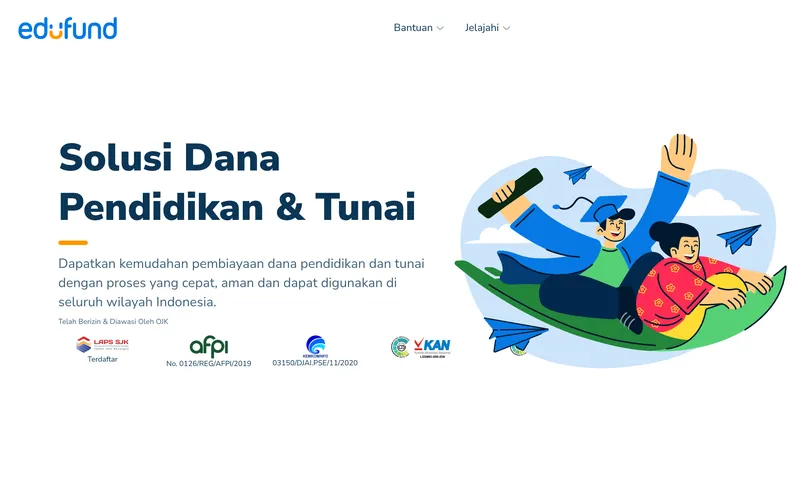 edufund
Bantuan
Jelajahi
Solusi Dana
Pendidikan & Tunai
Dapatkan kemudahan pembiayaan dana pendidikan dan tunai
dengan proses yang cepat, aman dan dapat digunakan di
seluruh wilayah Indonesia.
Telah Berizin & Diawasi Oleh OJK
LAPS SJK
Terdaftar
afpi
No. 0126/REG/AFPI/2019
KEMKOMINFO
03150/DJAI.PSE/11/2020
KAN